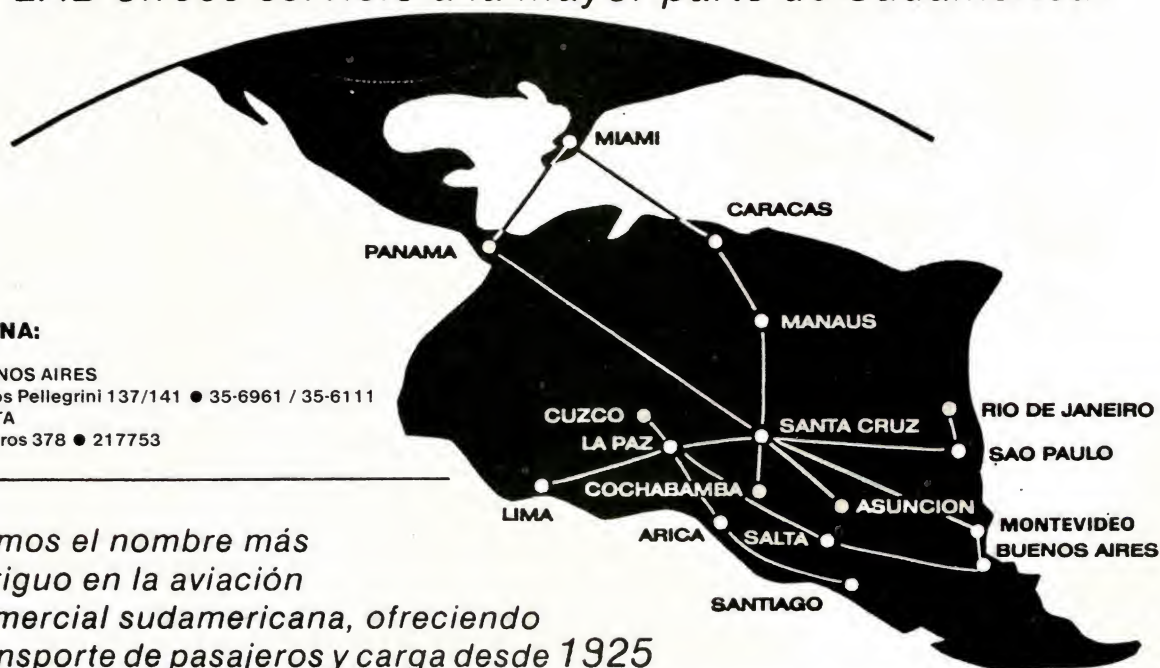 LAB ofrece servicio a la mayor parte de Sudamérica.
MIAMI
CARACAS
PANAMA
MANAUS
NA:
NOS AIRES
os Pellegrini 137/141 ● 35-6961 / 35-6111
TA
ros 378 ● 217753
CUZCO
SANTA CRUZ
RIO DE JANEIRO
LA PAZ
SAO PAULO
COCHABAMBA
ASUNCION
LIMA
ARICA
SALTA
MONTEVIDEO
BUENOS AIRES
SANTIAGO
mos el nombre más
iguo en la aviación
mercial sudamericana, ofreciendo
nsporte de pasajeros y carga desde 1925